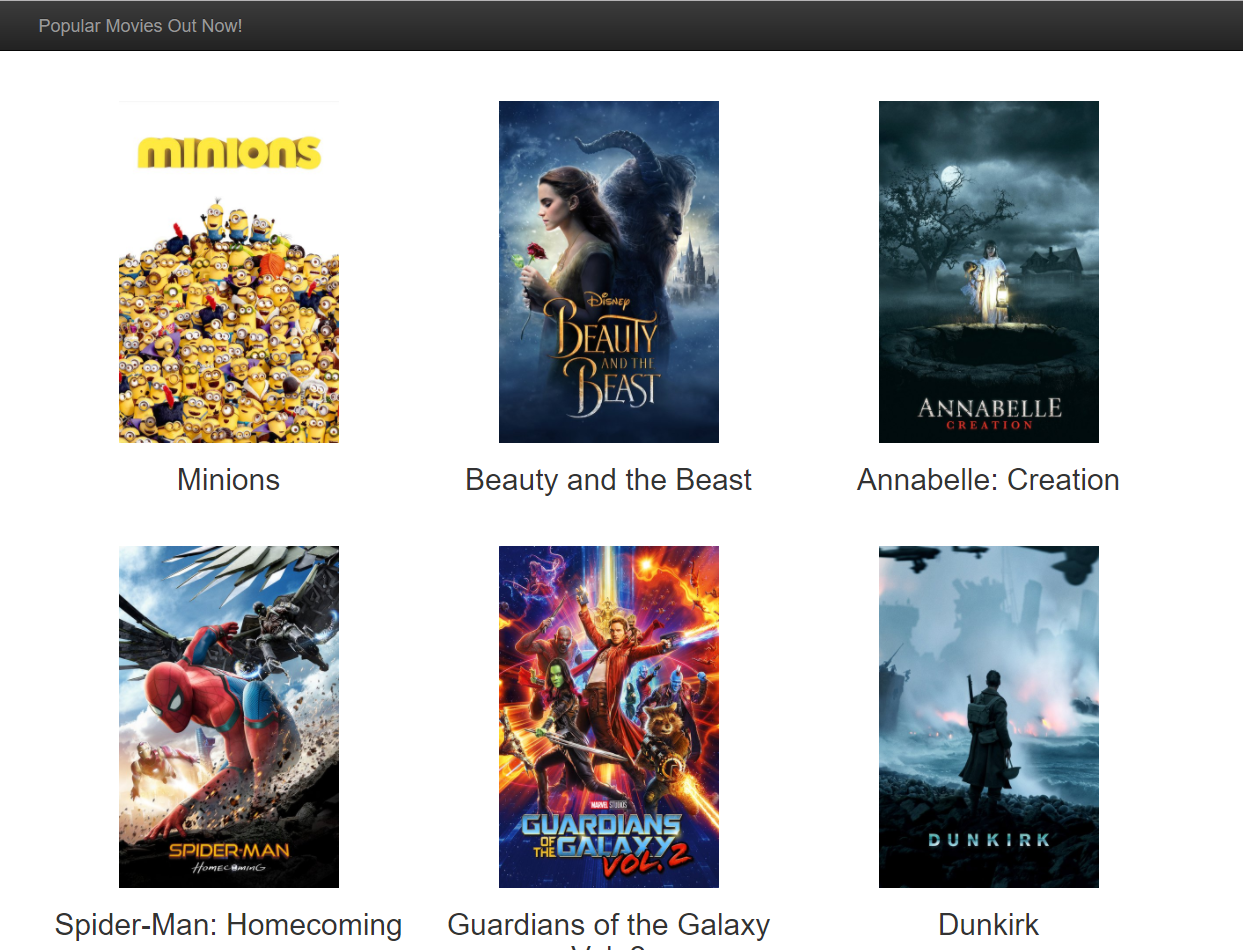 Popular Movies Out Now!
minions
Disney
BEAUTY
AND THE
BEAST
ANNABELLE
CREATION
Minions
Beauty and the Beast
Annabelle: Creation
SPIDER-MAN
HOMECOMING
MARVEL STUDIOS
GUARDIANS
OF THE GALAXY
VOL. 2
DUNKIRK
Spider-Man: Homecoming
Guardians of the Galaxy
Vol. 2
Dunkirk